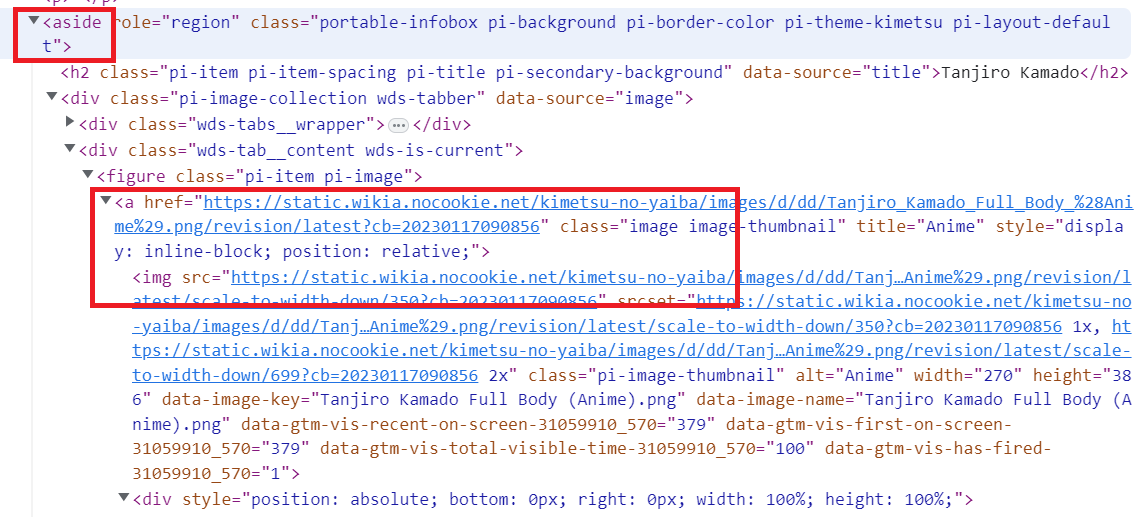 <aside role="region" class="portable-infobox pi-background pi-border-color pi-theme-kimetsu pi-layout-defaul
t">
<h2 class="pi-item pi-item-spacing pi-title pi-secondary-background" data-source="title">Tanjiro Kamado</h2>
<div class="pi-image-collection wds-tabber" data-source="image">
<div class="wds-tabs__wrapper">⋯</div>
<div class="wds-tab__content wds-is-current">
<figure class="pi-item pi-image">
<a href="https://static.wikia.nocookie.net/kimetsu-no-yaiba/images/d/dd/Tanjiro_Kamado_Full_Body_%28Ani
me%29.png/revision/latest?cb=20230117090856" class="image image-thumbnail" title="Anime" style="displa
y: inline-block; position: relative;">
<img src="https://static.wikia.nocookie.net/kimetsu-no-yaiba/images/d/dd/Tanj…Anime%29.png/revision/l
atest/scale-to-width-down/350?cb=20230117090856" srcset="https://static.wikia.nocookie.net/kimetsu-no
-yaiba/images/d/dd/Tanj…Anime%29.png/revision/latest/scale-to-width-down/350?cb=20230117090856 1x, ht
tps://static.wikia.nocookie.net/kimetsu-no-yaiba/images/d/dd/Tanj…Anime%29.png/revision/latest/scale-
to-width-down/699?cb=20230117090856 2x" class="pi-image-thumbnail" alt="Anime" width="270" height="38
6" data-image-key="Tanjiro Kamado Full Body (Anime).png" data-image-name="Tanjiro Kamado Full Body (A
nime).png" data-gtm-vis-recent-on-screen-31059910_570="379" data-gtm-vis-first-on-screen-
31059910_570="379" data-gtm-vis-total-visible-time-31059910_570="100" data-gtm-vis-has-fired-
31059910_570="1">
<div style="position: absolute; bottom: 0px; right: 0px; width: 100%; height: 100%;">